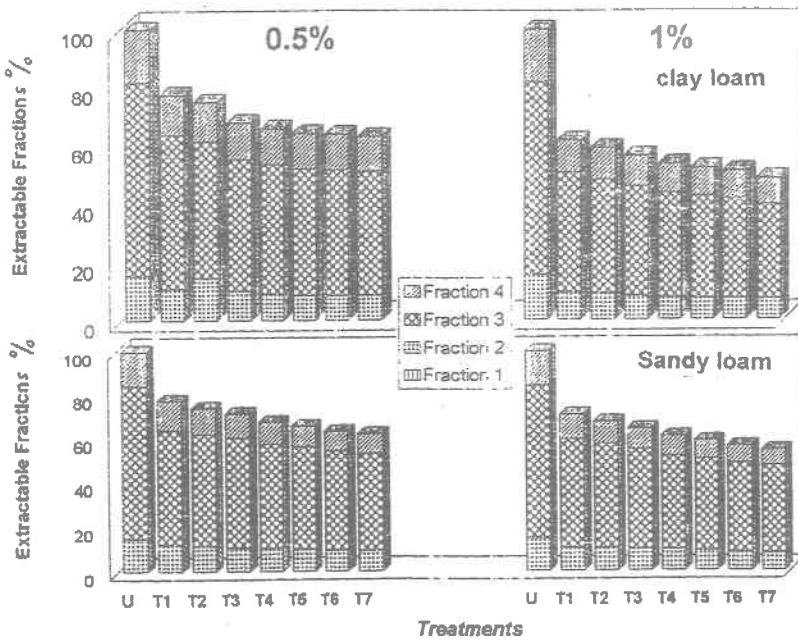 0.5%
1%
clay loam
Extractable Fractions %
100
80
60
40
20
0
Fraction 4
Fraction 3
Fraction 2
Fraction 1
Sandy loam
Extractable Fractions %
100
80
60
40
20
0
U T1 T2 T3 T4 T5 T6 T7
U T1 T2 T3 T4 T5 T6 T7
Treatments